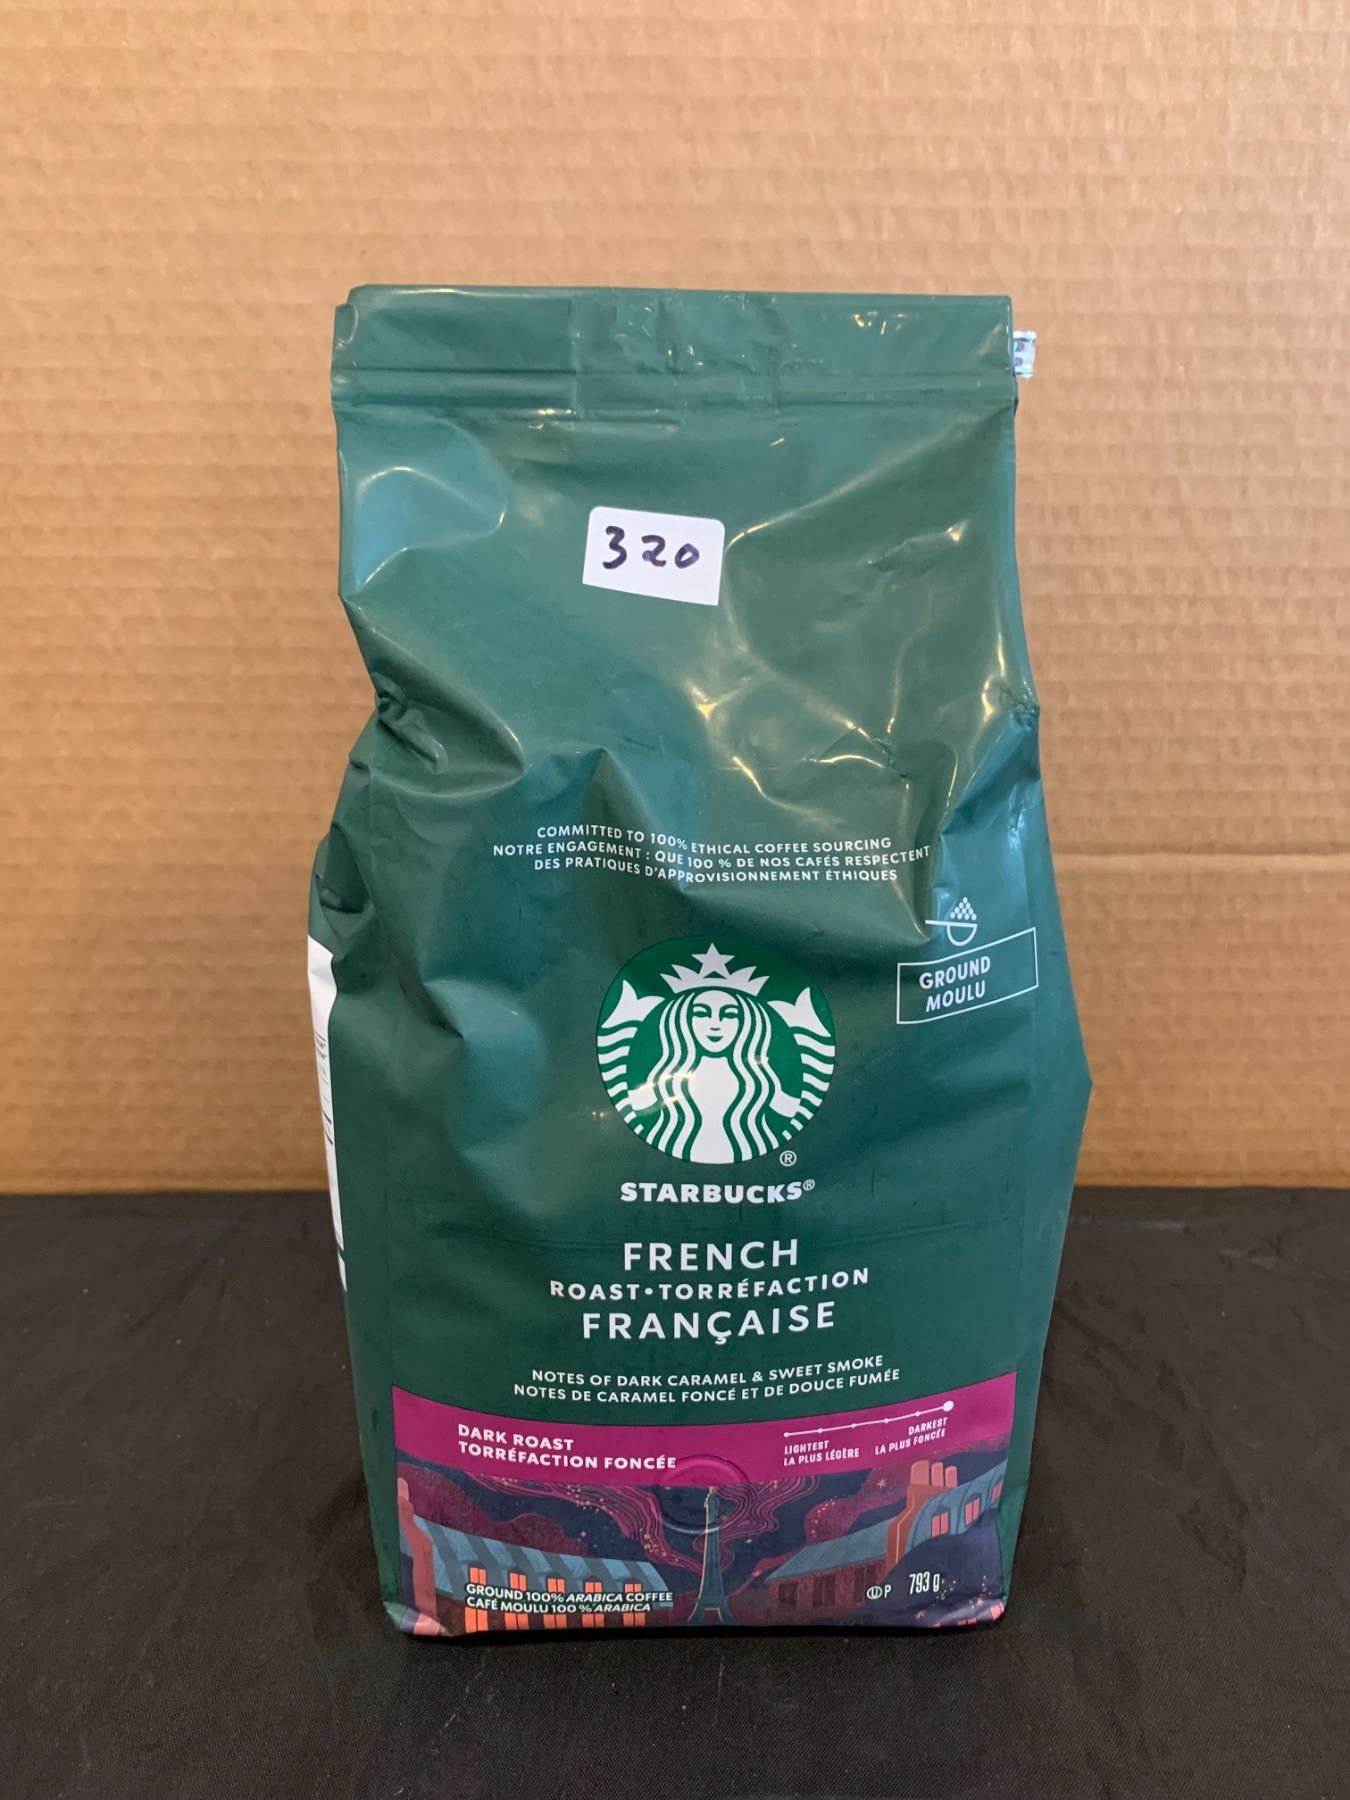 320
COMMITTED TO 100% ETHICAL COFFEE SOURCING
NOTRE ENGAGEMENT : QUE 100 % DE NOS CAFÉS RESPECTENT
DES PRATIQUES D'APPROVISIONNEMENT ÉTHIQUES
GROUND
MOULU
®
STARBUCKS®
FRENCH
ROAST•TORRÉFACTION
FRANÇAISE
NOTES OF DARK CARAMEL & SWEET SMOKE
NOTES DE CARAMEL FONCÉ ET DE DOUCE FUMÉE
DARK ROAST
TORRÉFACTION FONCÉE
LIGHTEST
LA PLUS LÉGÈRE
DARKEST
LA PLUS FONCÉE
GROUND 100% ARABICA COFFEE
CAFÉ MOULU 100 % ARABICA
Ⓤ P 793 g